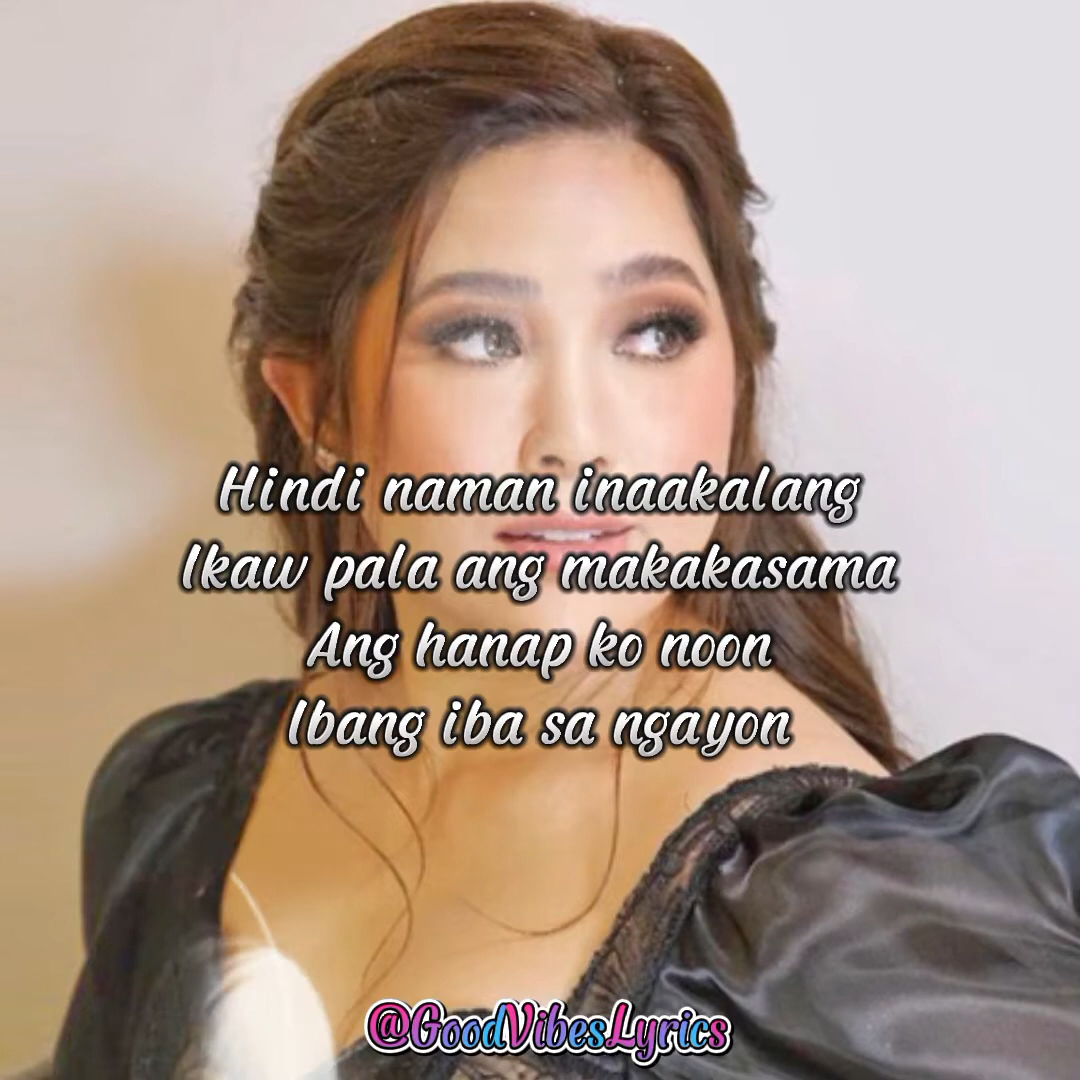 Hindi naman inaakalang
Ikaw pala ang makakasama
Ang hanap ko noon
Ibang iba sa ngayon
@GoodVibesLyrics